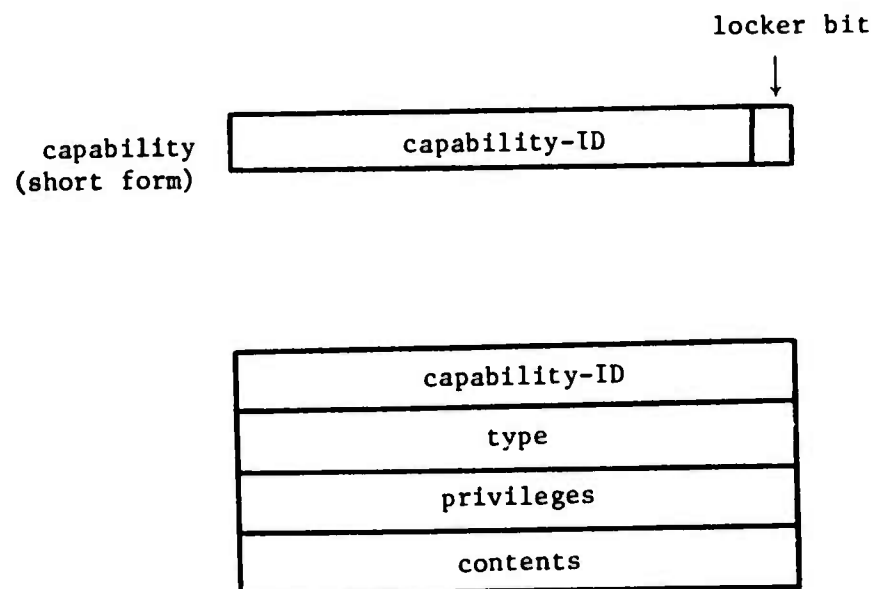 locker bit
capability
(short form)
capability-ID
capability-ID
type
privileges
contents